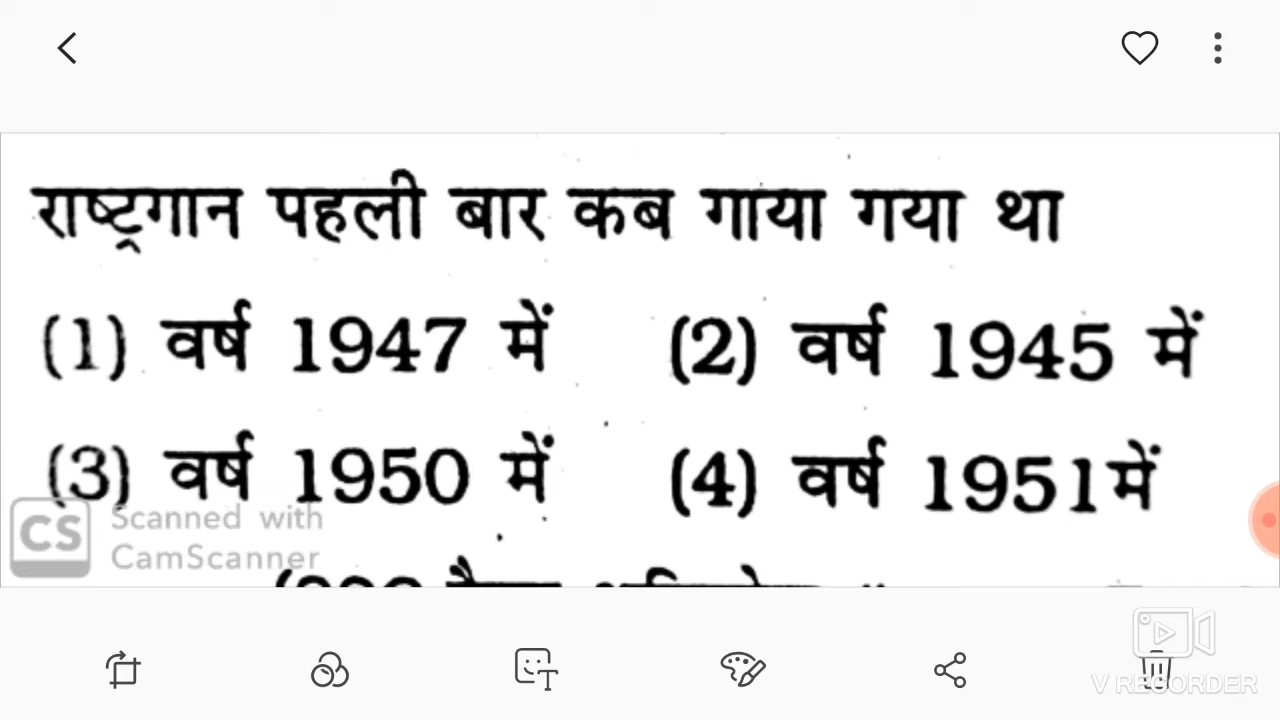 राष्ट्रगान पहली बार कब गाया गया था
(1) वर्ष 1947 में (2) वर्ष 1945 में
(3) वर्ष 1950 में (4) वर्ष 1951में
CS Scanned with
CamScanner
V RECORDER